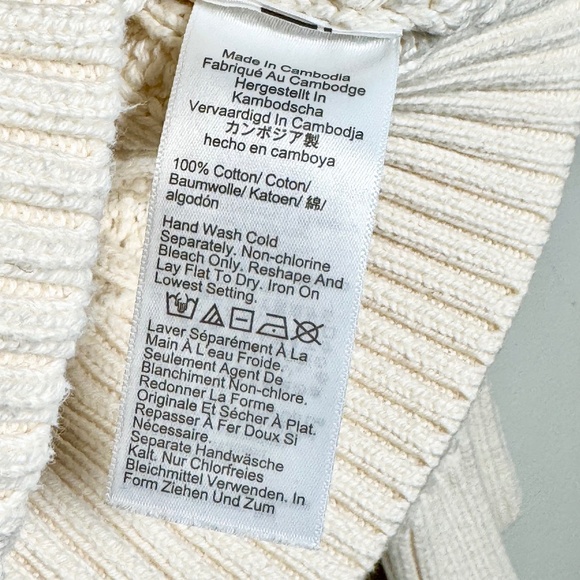 Made In Cambodia
Fabriqué Au Cambodge
Hergestellt In
Kambodscha
Vervaardigd In Cambodja
カンボジア製
hecho en camboya
100% Cotton/ Coton/
Baumwolle/ Katoen/ 綿/
algodón
Hand Wash Cold
Separately. Non-chlorine
Bleach Only. Reshape And
Lay Flat To Dry. Iron On
Lowest Setting.
Laver Séparément À La
Main À L'eau Froide.
Seulement Agent De
Blanchiment Non-chlore.
Redonner La Forme
Originale Et Sécher À Plat.
Repasser À Fer Doux Si
Nécessaire.
Separate Handwäsche
Kalt. Nur Chlorfreies
Bleichmittel Verwenden. In
Form Ziehen Und Zum